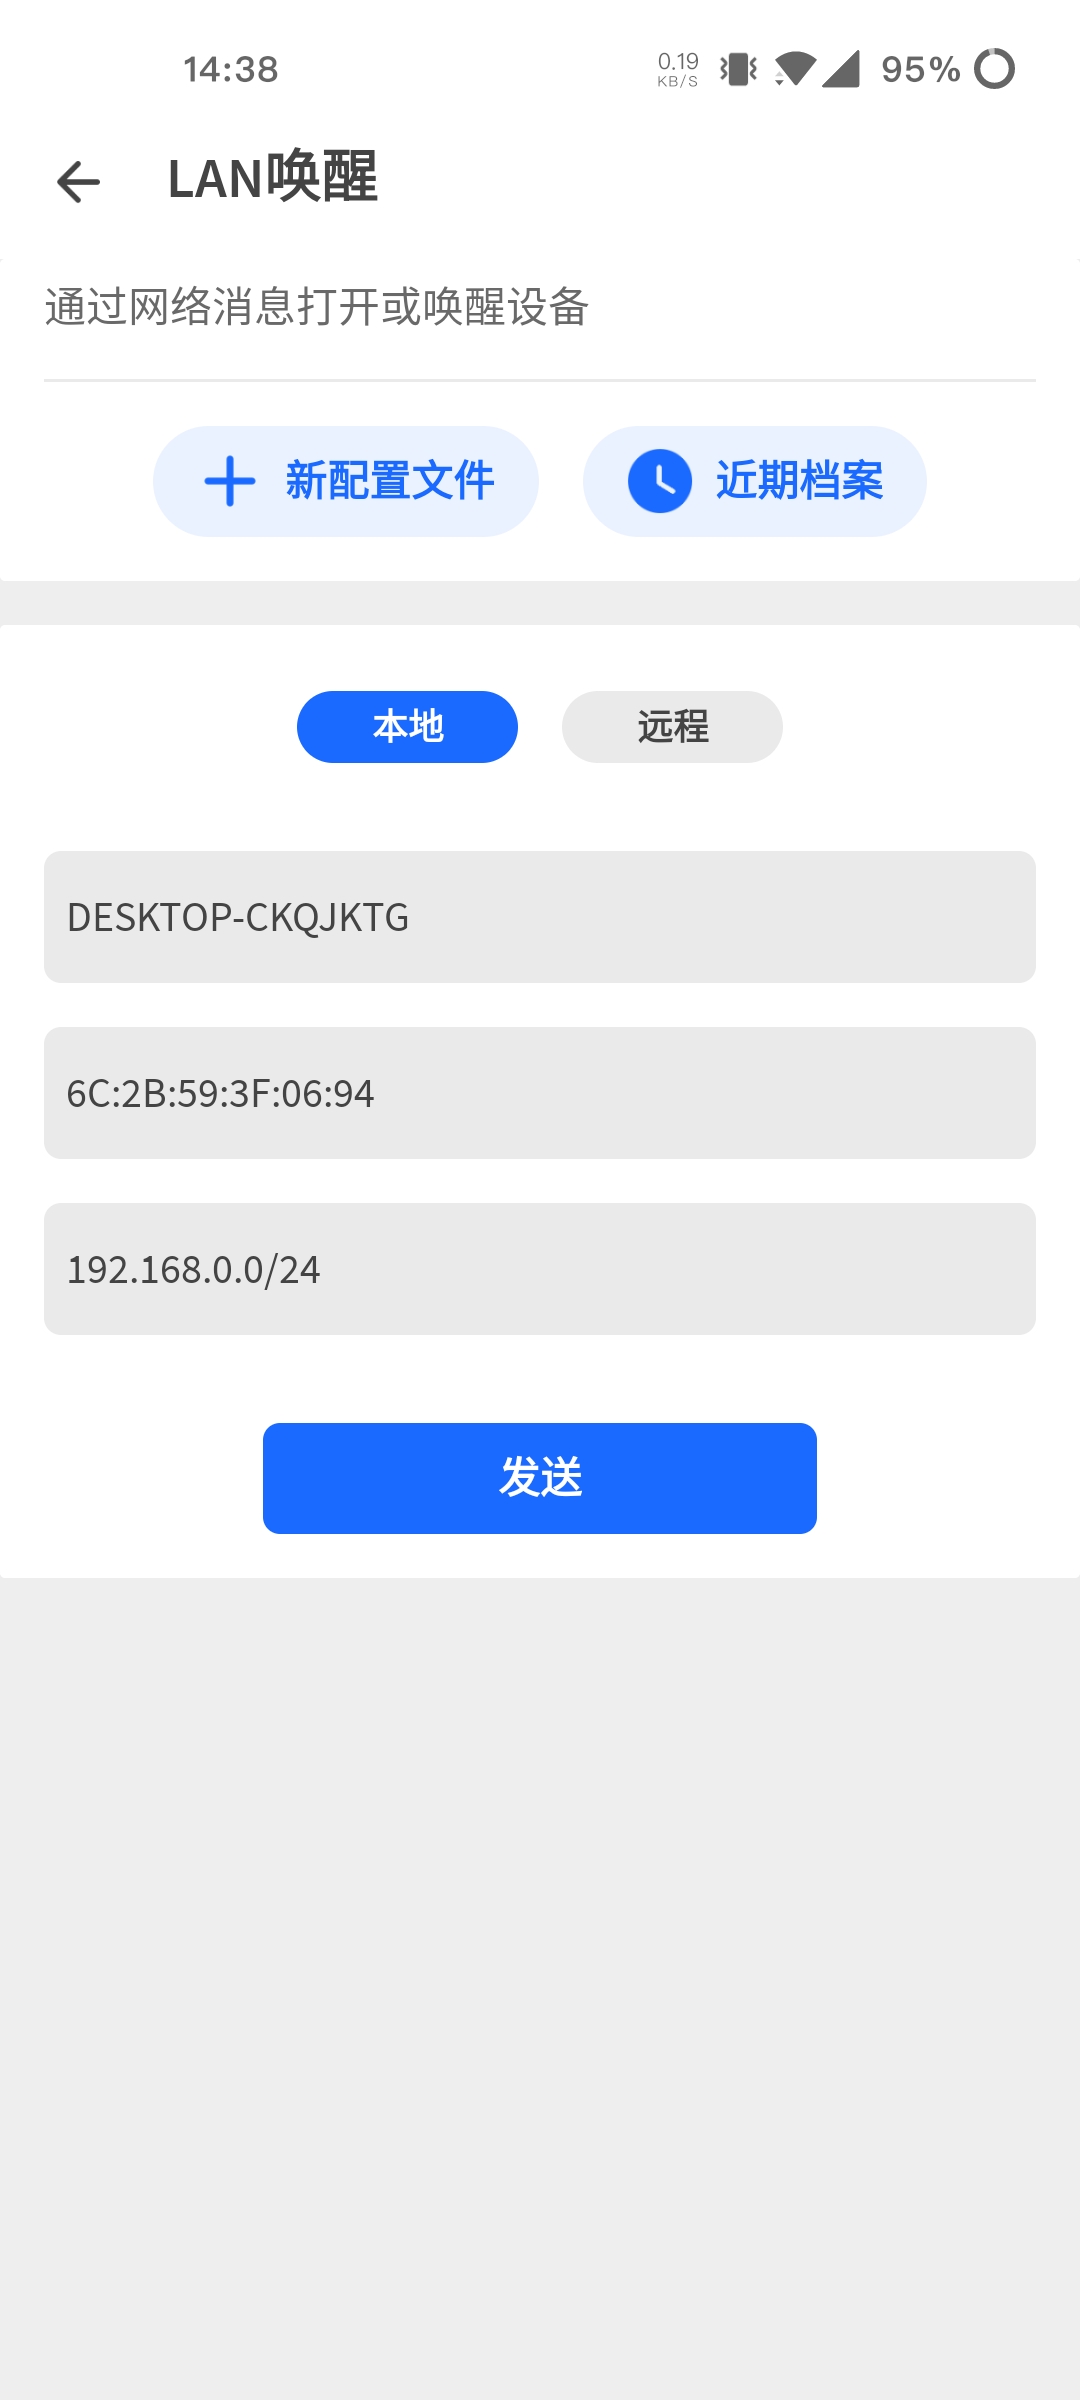 14:38
0.19
KB/S
95%
LAN唤醒
通过网络消息打开或唤醒设备
新配置文件
近期档案
本地
远程
DESKTOP-CKQJKTG
6C:2B:59:3F:06:94
192.168.0.0/24
发送